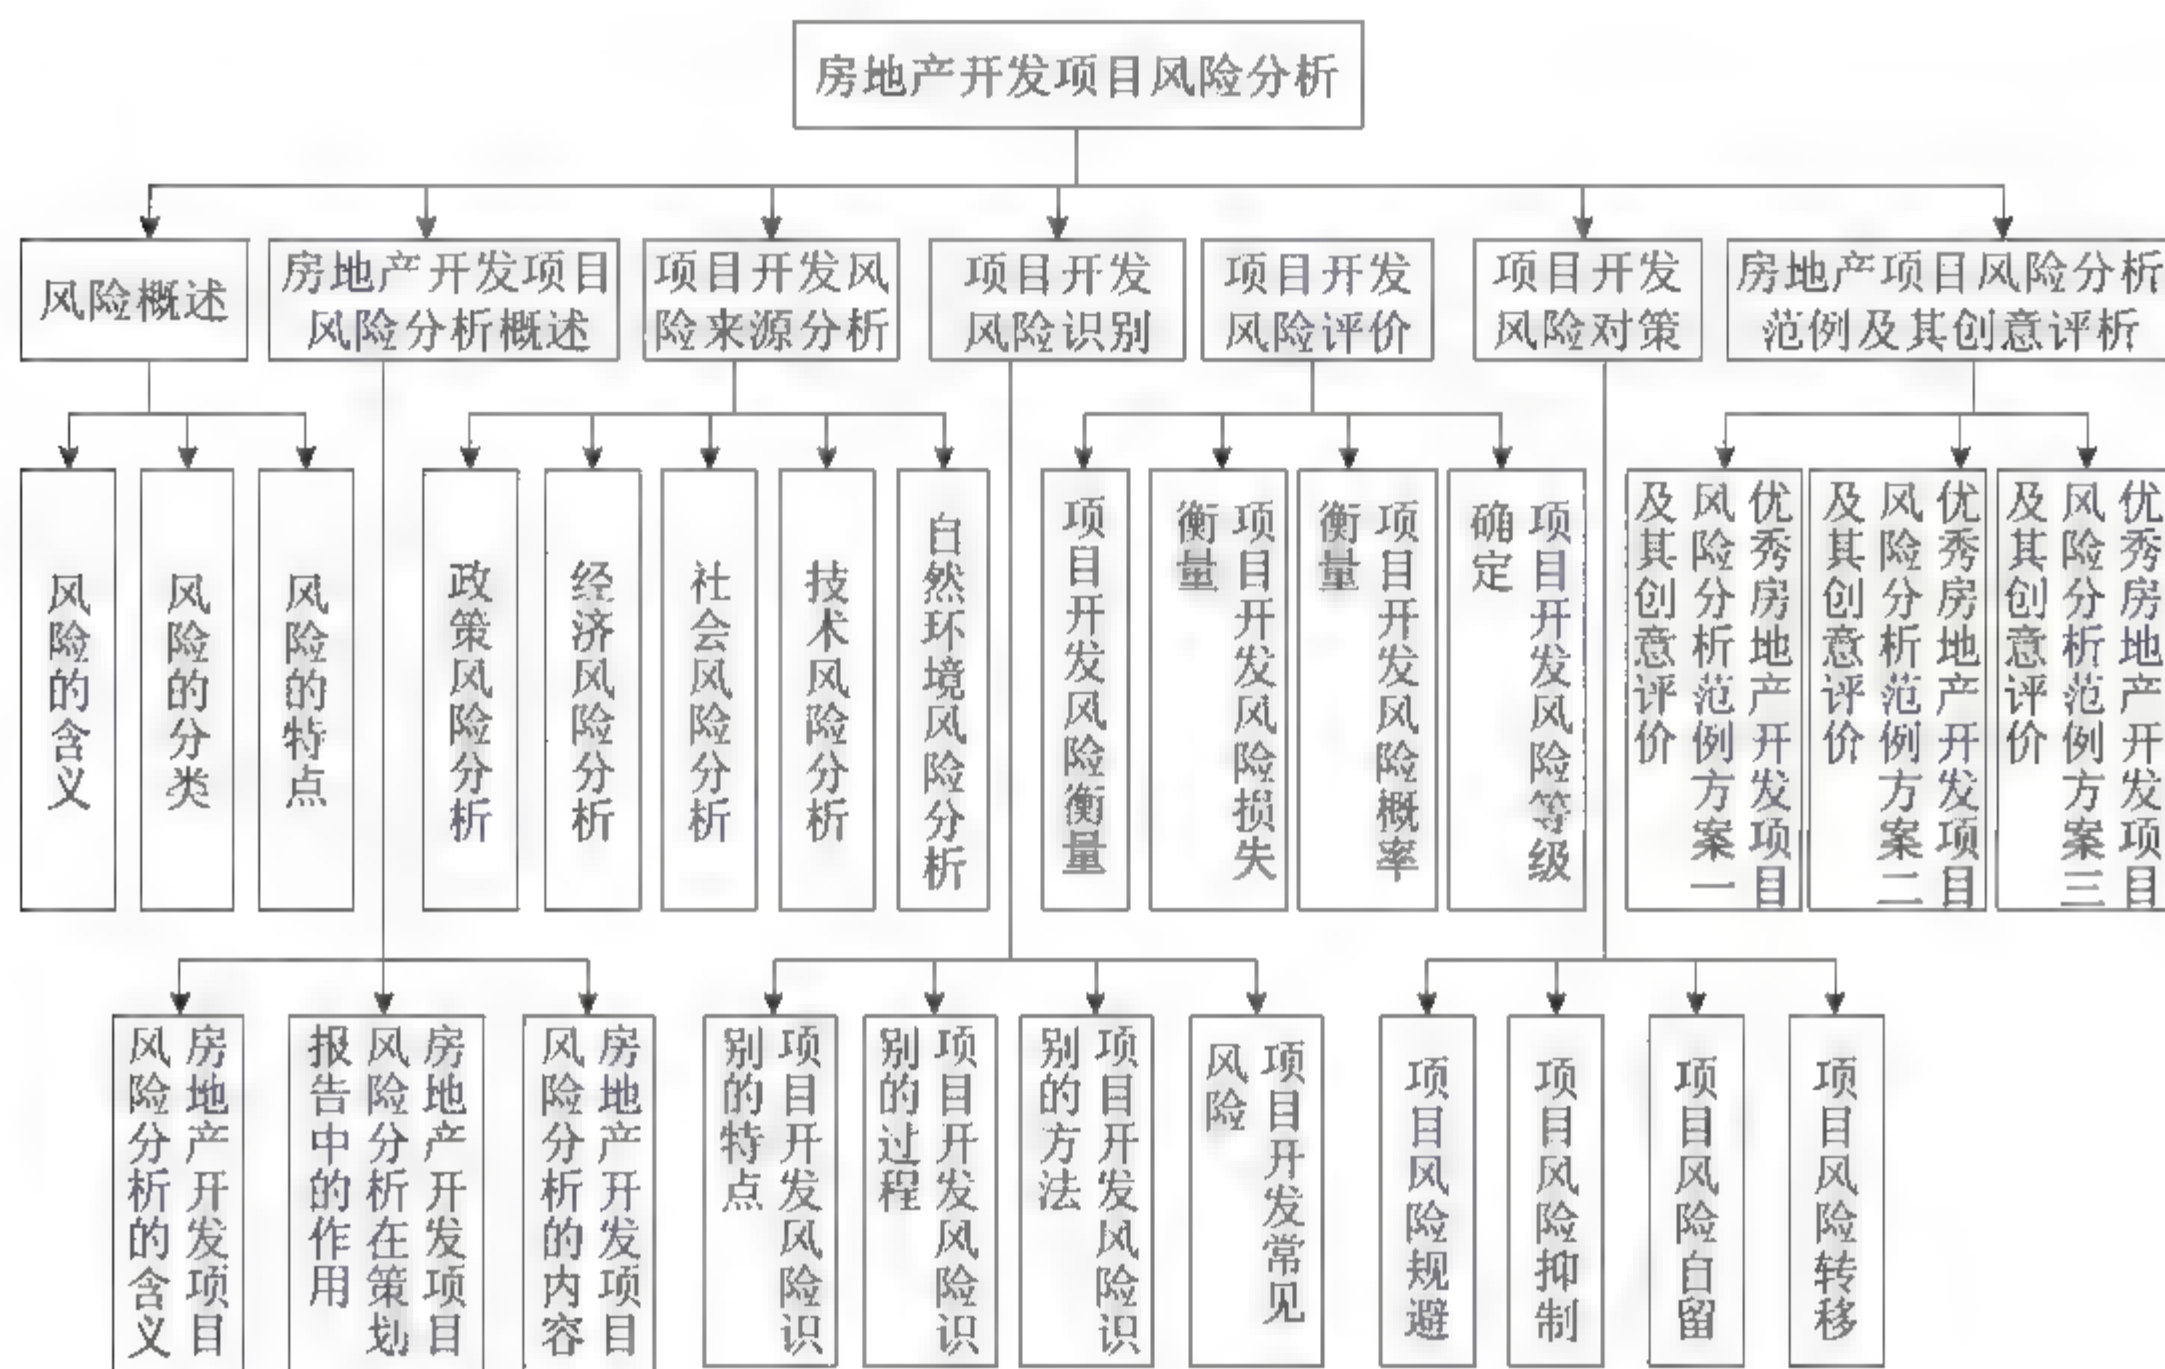 房地产开发项目风险分析
风险概述
房地产开发项目
风险分析概述
项目开发风
险来源分析
项目开发
风险识别
项目开发
风险评价
项目开发
风险对策
房地产项目风险分析
范例及其创意评析
风险的含义
风险的分类
风险的特点
政策风险分析
经济风险分析
社会风险分析
技术风险分析
自然环境风险分析
项目开发风险衡量
项目开发风险损失
衡量
项目开发风险概率
衡量
项目开发风险等级
确定
优秀房地产开发项目
风险分析范例方案一
及其创意评价
优秀房地产开发项目
风险分析范例方案二
及其创意评价
优秀房地产开发项目
风险分析范例方案三
及其创意评价
房地产开发项目
风险分析的含义
房地产开发项目
风险分析在策划
报告中的作用
房地产开发项目
风险分析的内容
项目开发风险识
别的特点
项目开发风险识
别的过程
项目开发风险识
别的方法
项目开发常见
风险
项目风险规避
项目风险抑制
项目风险自留
项目风险转移